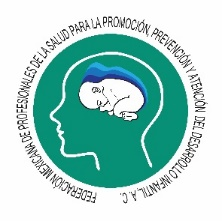 FEDERACIÓN MEXICANA DE PROFESIONALES DE LA SALUD PARA LA PROMOCIÓN, PREVENCIÓN Y ATENCIÓN DEL DESARROLLO INFANTIL, A. C.